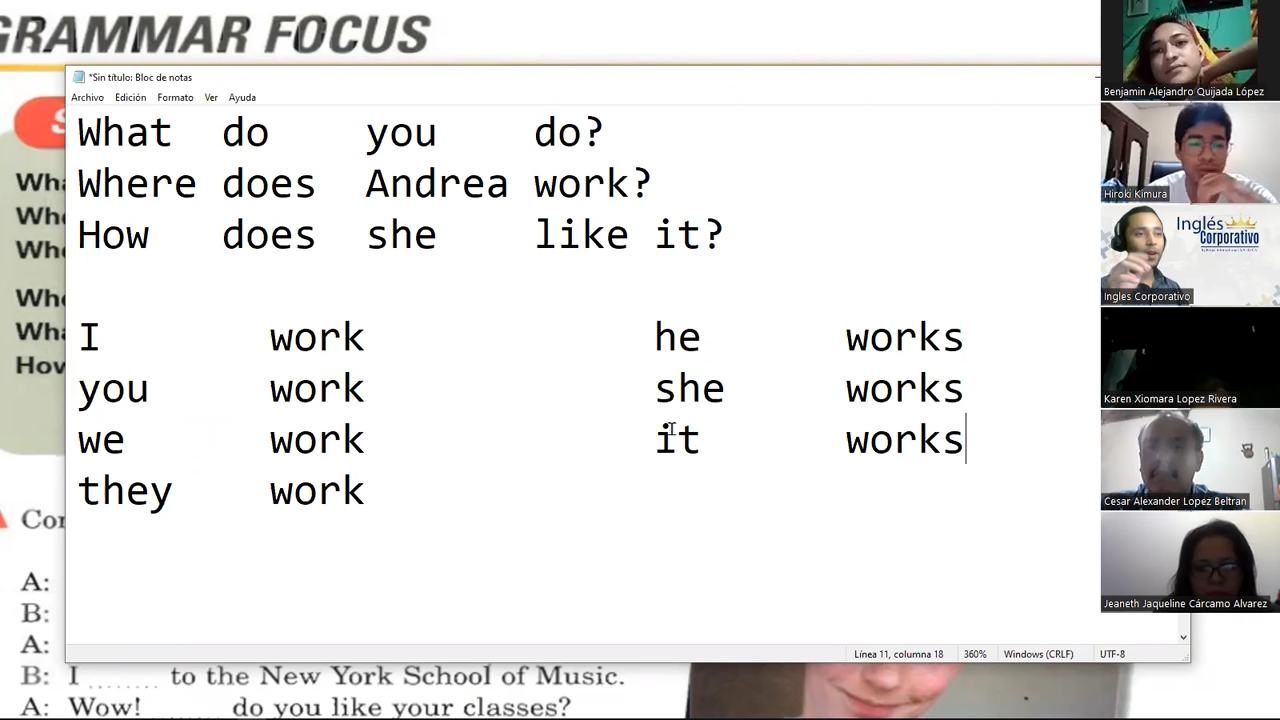 GRAMMAR FOCUS
*Sin título: Bloc de notas
Archivo Edición Formato Ver Ayuda
What do you do?
Where does Andrea work?
How does she like it?
I work he works
you work she works
we work it works
they work
Línea 11, columna 18 360% Windows (CRLF) UTF-8
A:
B:
A:
B: I ........ to the New York School of Music.
A: Wow! ........ do you like your classes?
Benjamin Alejandro Quijada López
Hiroki Kimura
Inglés
Corporativo
Ingles Corporativo
Karen Xiomara Lopez Rivera
Cesar Alexander Lopez Beltran
Jeaneth Jaqueline Cárcamo Alvarez